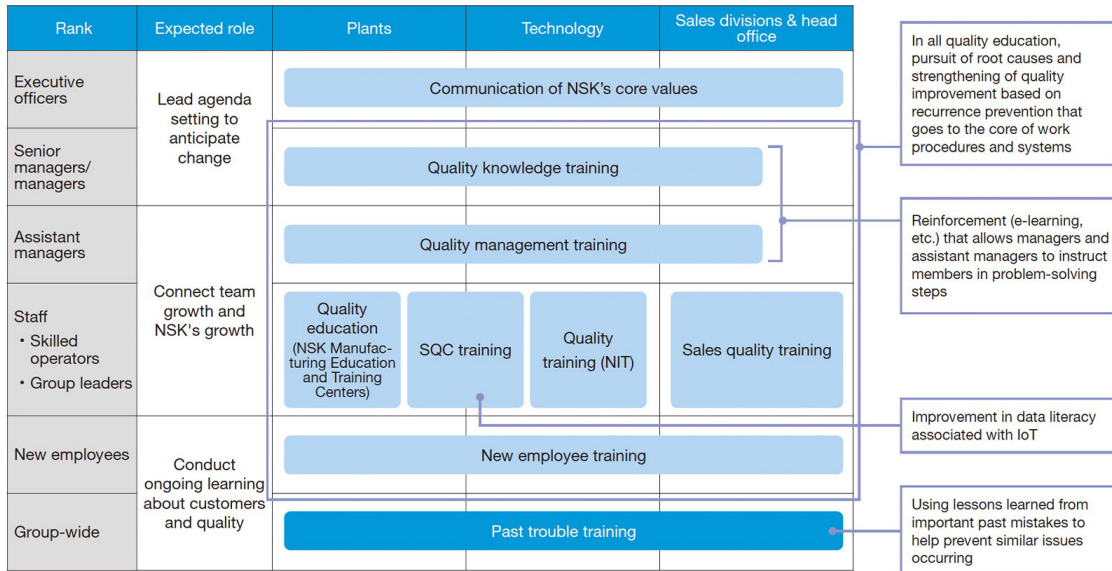 Rank
Expected role
Plants
Technology
Sales divisions & head
office
Executive
officers
Lead agenda
setting to
anticipate
change
Communication of NSK's core values
Senior
managers/
managers
Quality knowledge training
Assistant
managers
Quality management training
Connect team
growth and
NSK's growth
Staff
・Skilled
operators
・Group leaders
Quality
education
(NSK Manufac-
turing Education
and Training
Centers)
SQC training
Quality
training (NIT)
Sales quality training
New employees
New employee training
Conduct
ongoing learning
about customers
and quality
Group-wide
Past trouble training
In all quality education,
pursuit of root causes and
strengthening of quality
improvement based on
recurrence prevention that
goes to the core of work
procedures and systems
Reinforcement (e-learning,
etc.) that allows managers and
assistant managers to instruct
members in problem-solving
steps
Improvement in data literacy
associated with IoT
Using lessons learned from
important past mistakes to
help prevent similar issues
occurring